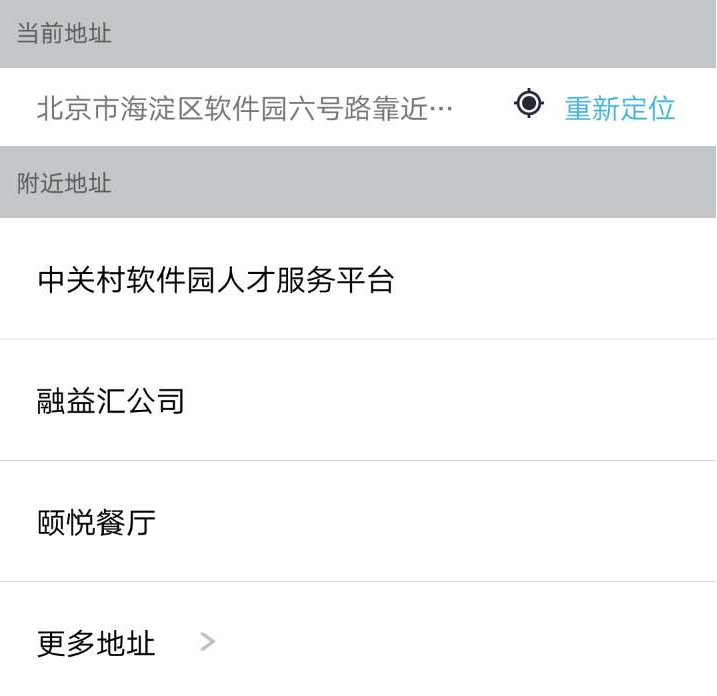 当前地址
北京市海淀区软件园六号路靠近…
重新定位
附近地址
中关村软件园人才服务平台
融益汇公司
颐悦餐厅
更多地址